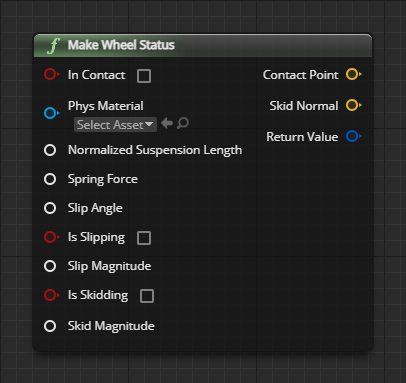 Make Wheel Status
In Contact
Contact Point
Phys Material
Select Asset
Skid Normal
Return Value
Normalized Suspension Length
Spring Force
Slip Angle
Is Slipping
Slip Magnitude
Is Skidding
Skid Magnitude